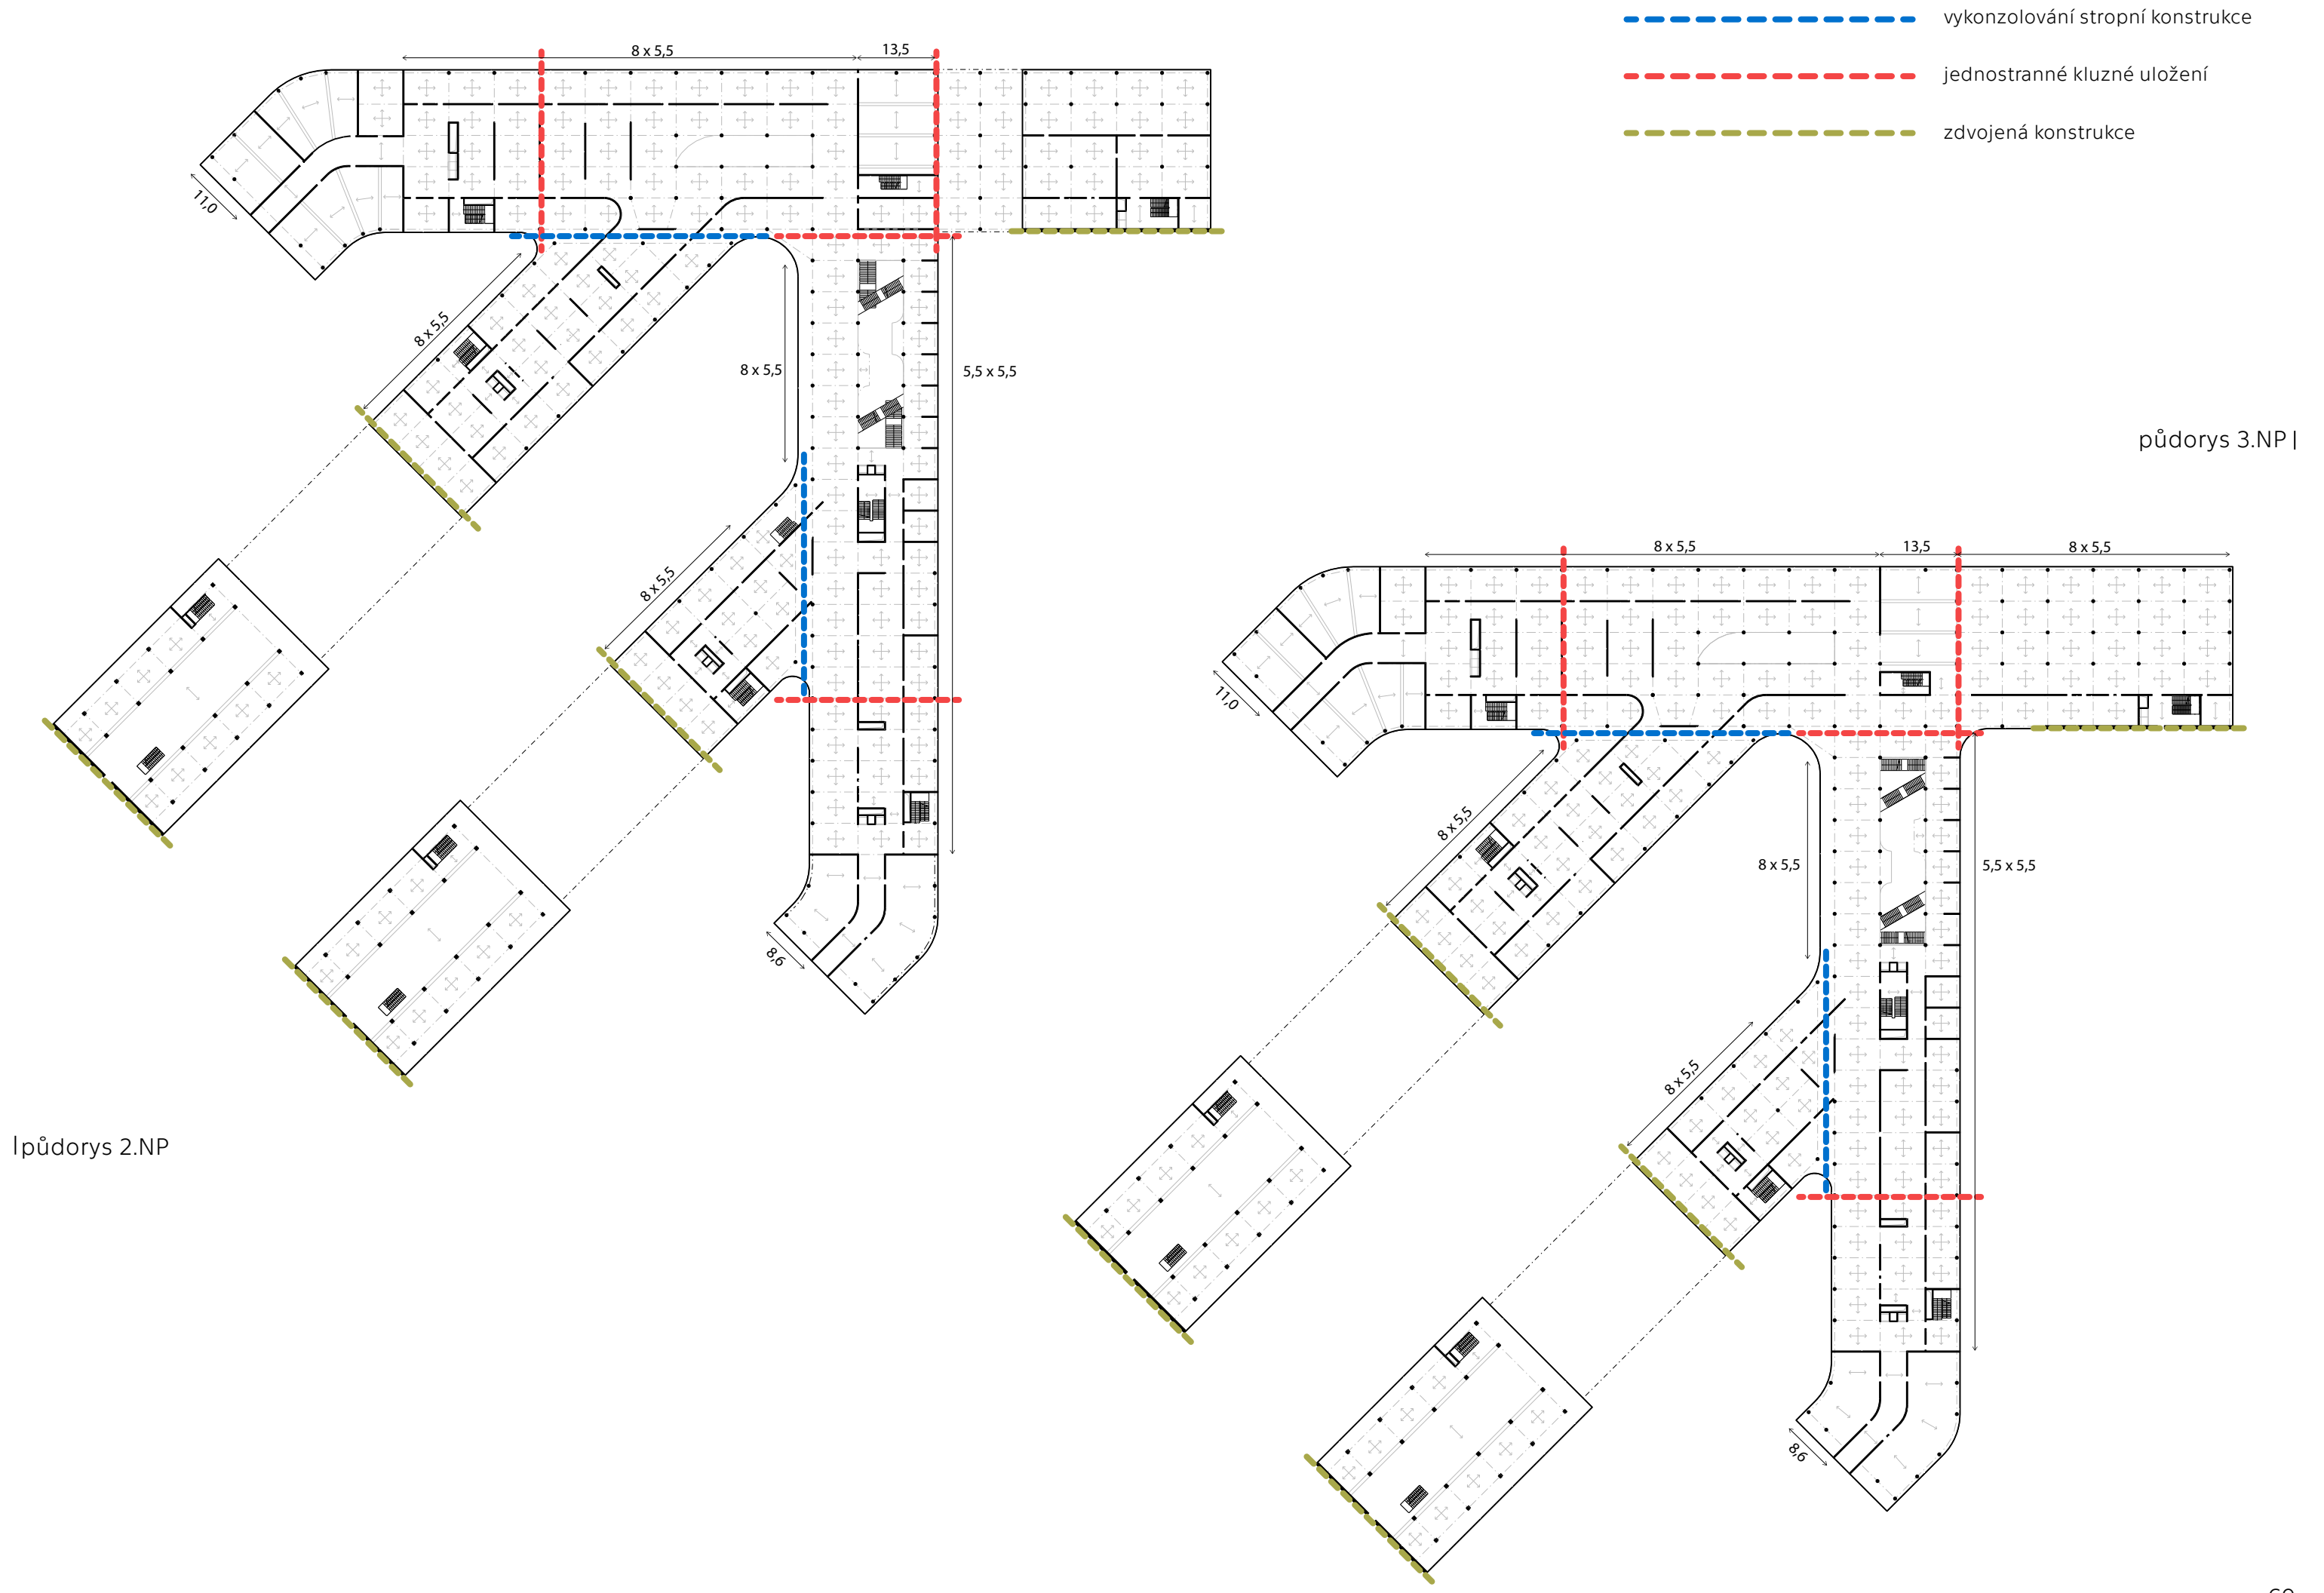 vykonzolování stropní konstrukce
jednostranné kluzné uložení
zdvojená konstrukce
8 x 5,5
13,5
11,0
8 x 5,5
8 x 5,5
5,5 x 5,5
8 x 5,5
8,6
půdorys 2.NP
půdorys 3.NP
8 x 5,5
13,5
8 x 5,5
11,0
8 x 5,5
8 x 5,5
5,5 x 5,5
8 x 5,5
8,6